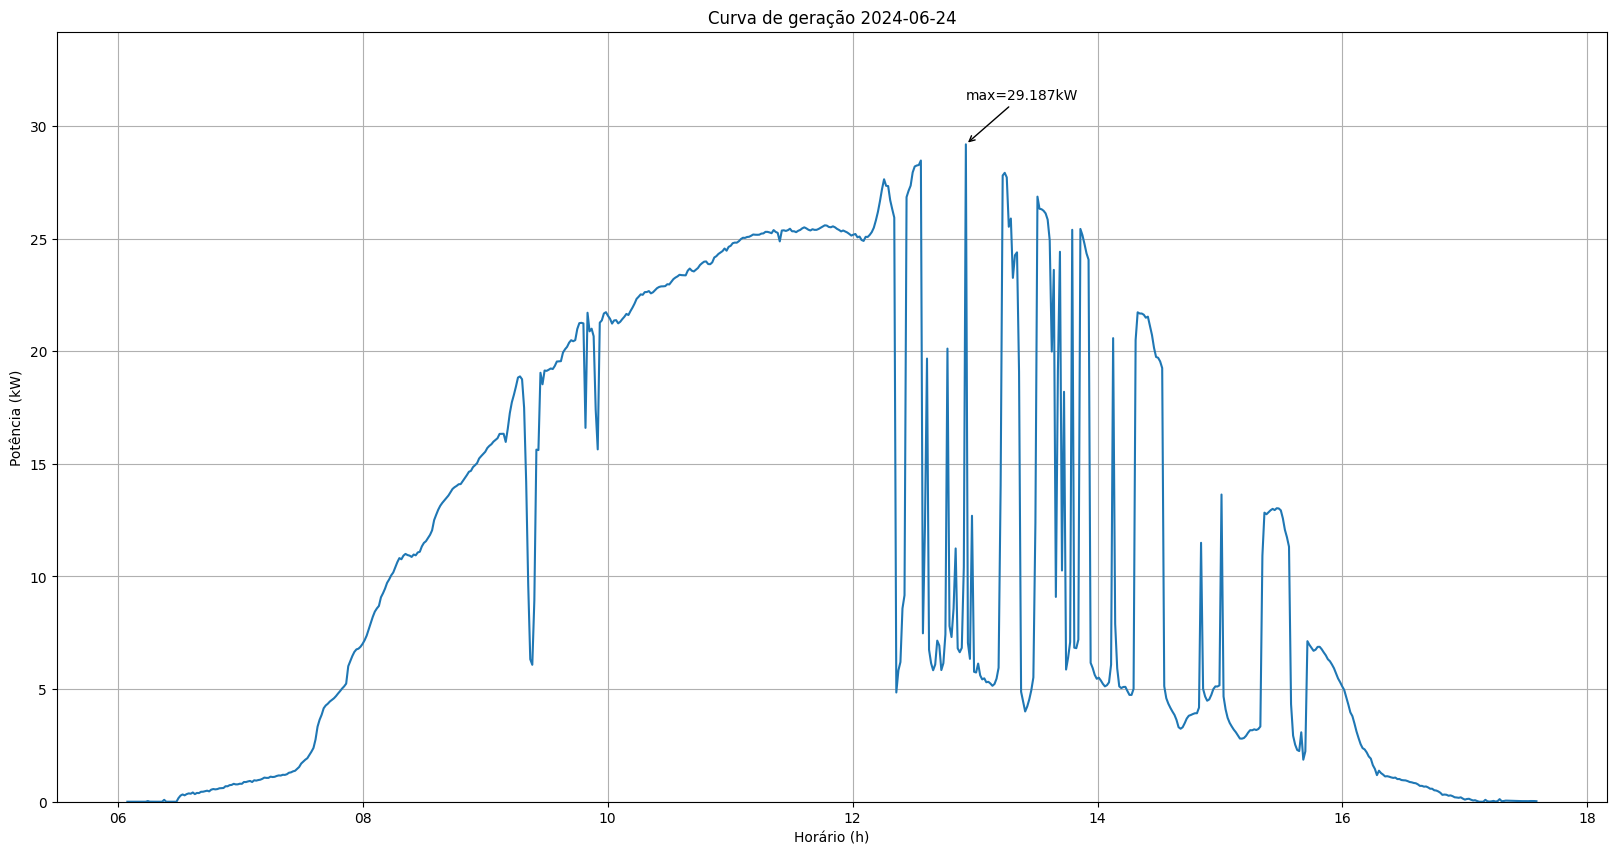 Curva de geração 2024-06-24
max=29.187kW
Potência (kW)
30
25
20
15
10
5
0
06 08 10 12 14 16 18
Horário (h)